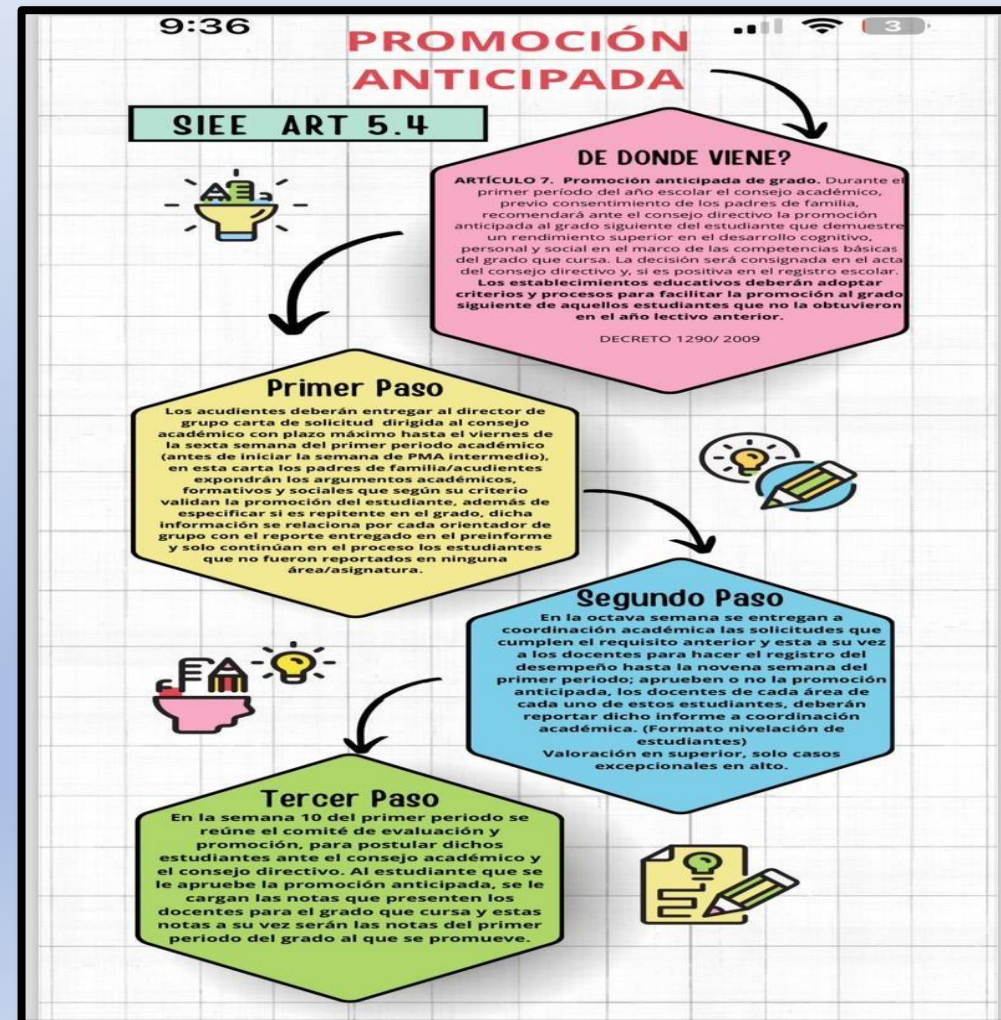 9:36
3
PROMOCIÓN
ANTICIPADA
SIEE ART 5.4
DE DONDE VIENE?
ARTÍCULO 7. Promoción anticipada de grado. Durante el
primer período del año escolar el consejo académico,
previo consentimiento de los padres de familia,
recomendará ante el consejo directivo la promoción
anticipada al grado siguiente del estudiante que demuestre
un rendimiento superior en el desarrollo cognitivo,
personal y social en el marco de las competencias básicas
del grado que cursa. La decisión será consignada en el acta
del consejo directivo y, si es positiva en el registro escolar.
Los establecimientos educativos deberán adoptar
criterios y procesos para facilitar la promoción al grado
siguiente de aquellos estudiantes que no la obtuvieron
en el año lectivo anterior.
DECRETO 1290/ 2009
Primer Paso
Los acudientes deberán entregar al director de
grupo carta de solicitud dirigida al consejo
académico con plazo máximo hasta el viernes de
la sexta semana del primer periodo académico
(antes de iniciar la semana de PMA intermedio),
en esta carta los padres de familia/acudientes
expondrán los argumentos académicos,
formativos y sociales que según su criterio
validan la promoción del estudiante, además de
especificar si es repitente en el grado, dicha
información se relaciona por cada orientador de
grupo con el reporte entregado en el preinforme
y solo continúan en el proceso los estudiantes
que no fueron reportados en ninguna
área/asignatura.
Segundo Paso
En la octava semana se entregan a
coordinación académica las solicitudes que
cumplen el requisito anterior y esta a su vez
a los docentes para hacer el registro del
desempeño hasta la novena semana del
primer periodo; aprueben o no la promoción
anticipada, los docentes de cada área de
cada uno de estos estudiantes, deberán
reportar dicho informe a coordinación
académica. (Formato nivelación de
estudiantes)
Valoración en superior, solo casos
excepcionales en alto.
Tercer Paso
En la semana 10 del primer periodo se
reúne el comité de evaluación y
promoción, para postular dichos
estudiantes ante el consejo académico y
el consejo directivo. Al estudiante que se
le apruebe la promoción anticipada, se le
cargan las notas que presenten los
docentes para el grado que cursa y estas
notas a su vez serán las notas del primer
periodo del grado al que se promueve.